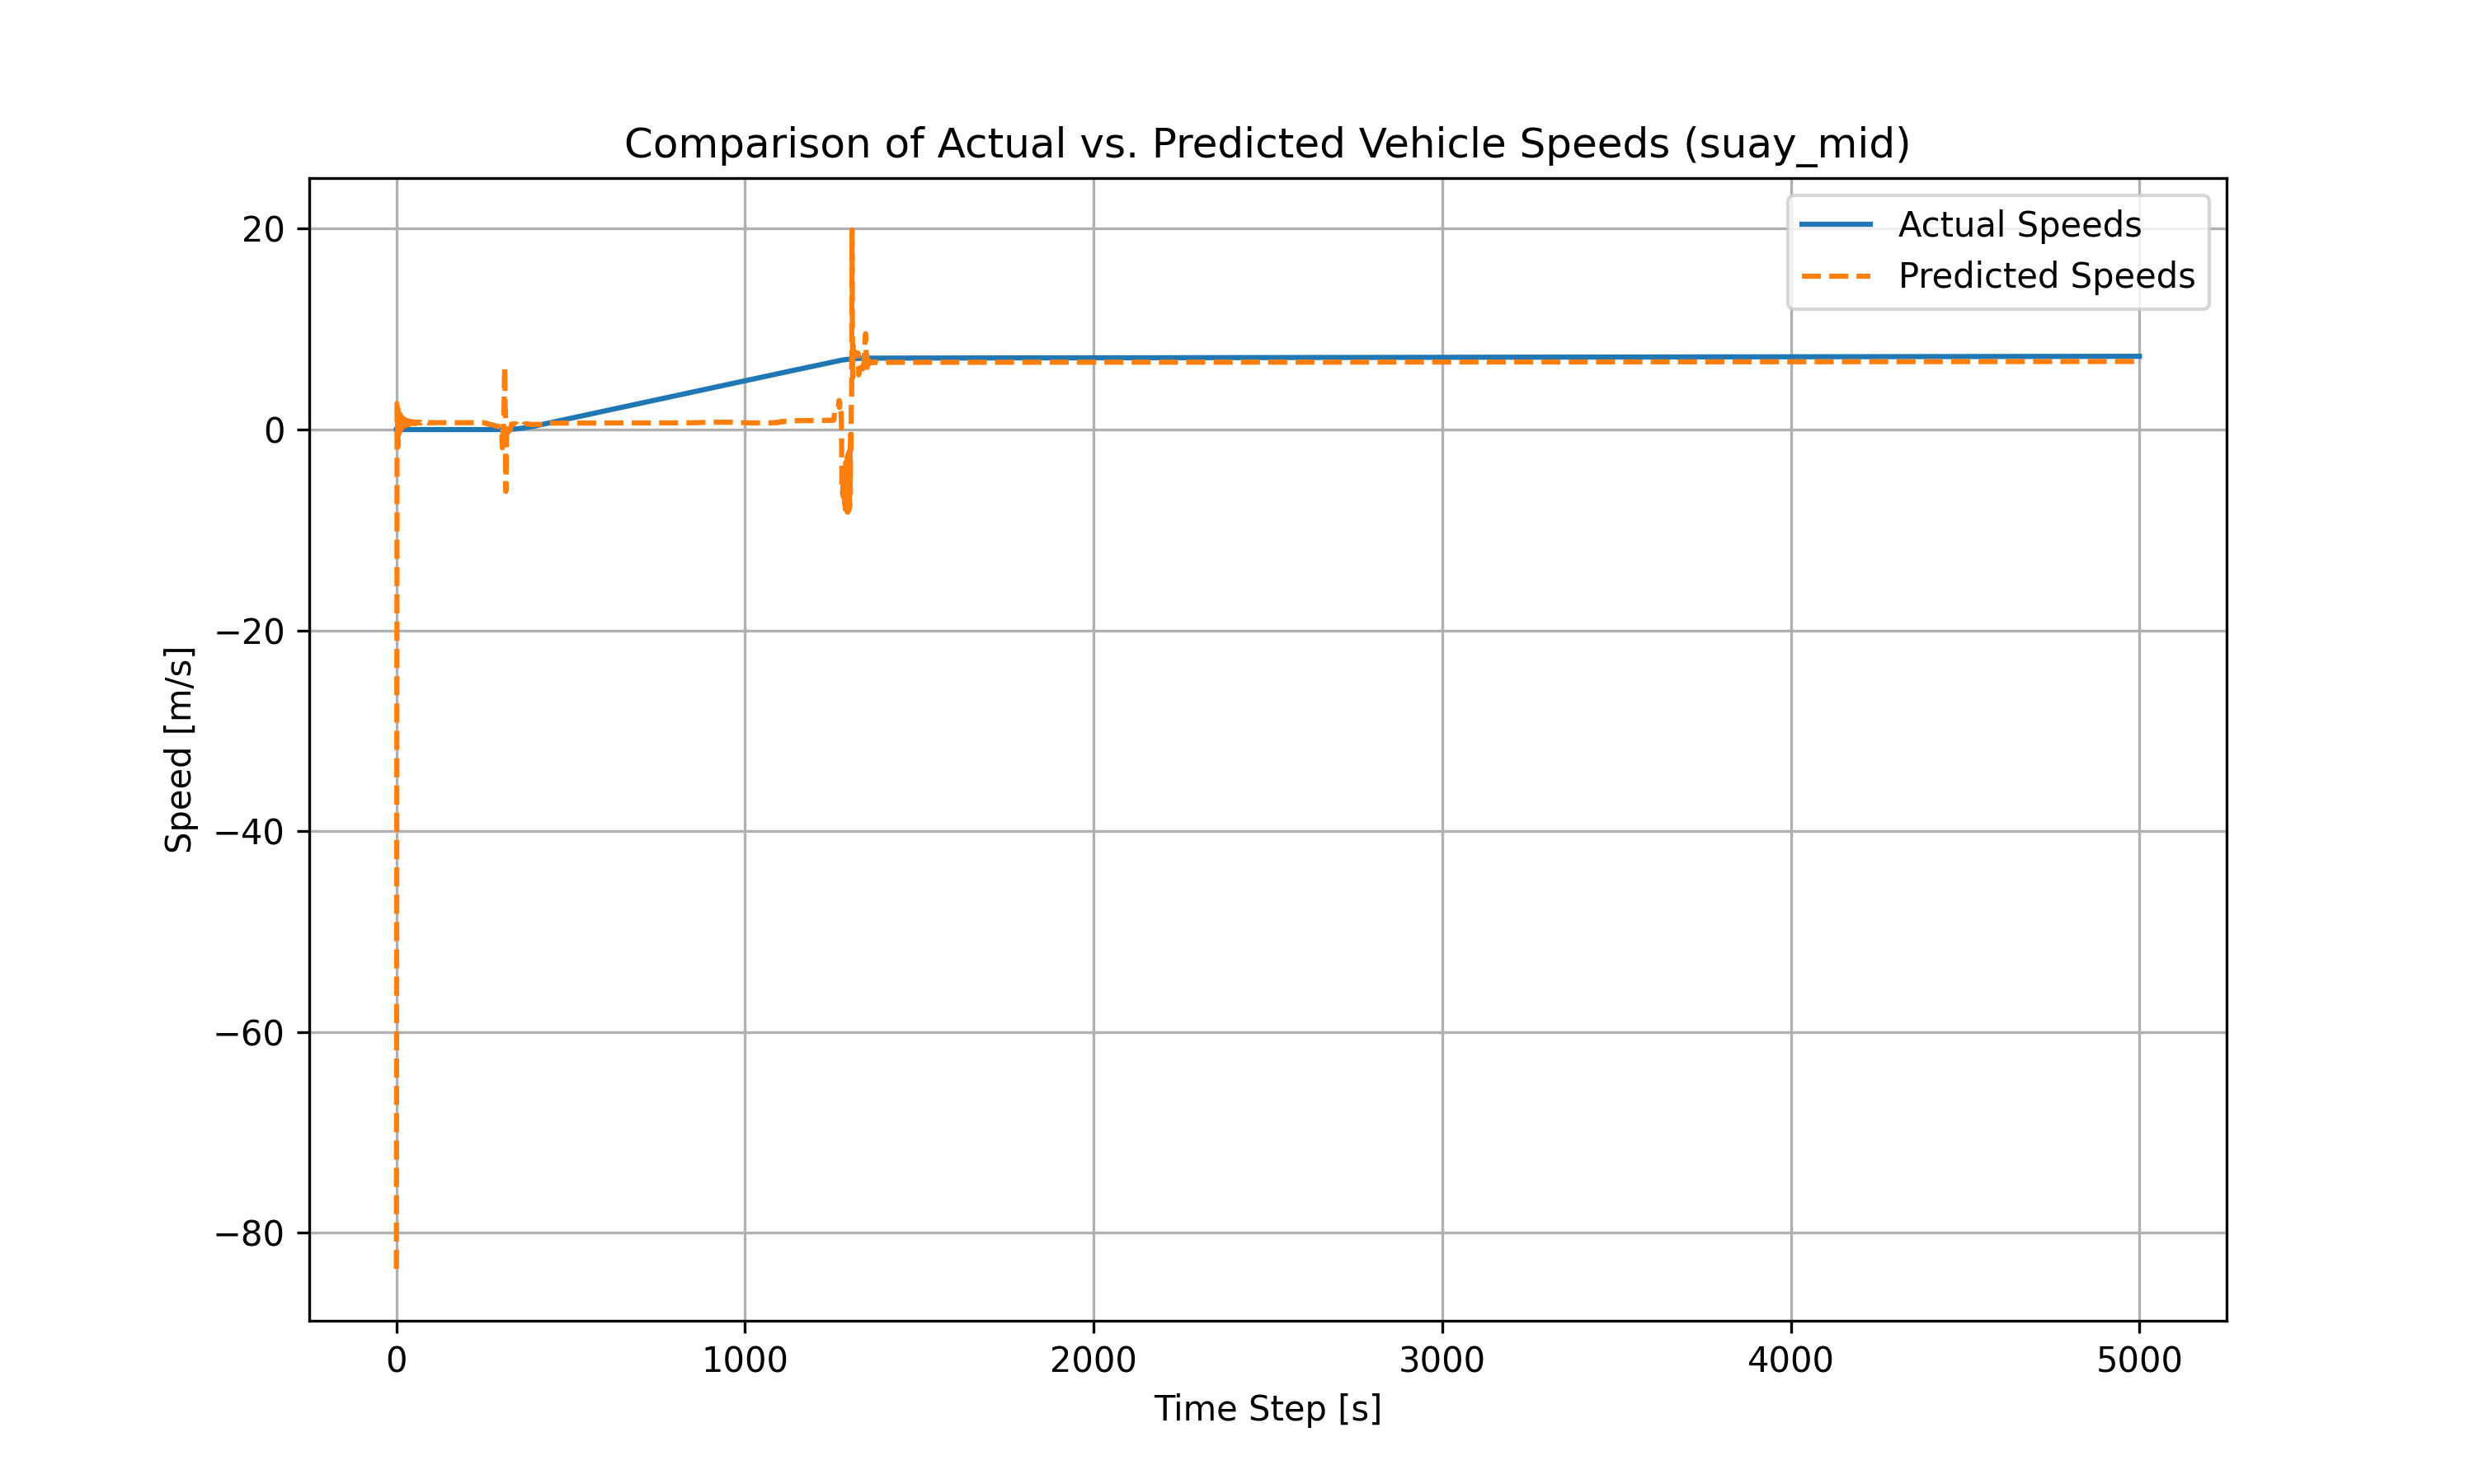 Comparison of Actual vs. Predicted Vehicle Speeds (suay_mid)
Actual Speeds
Predicted Speeds
20
0
−20
−40
−60
−80
Speed [m/s]
0 1000 2000 3000 4000 5000
Time Step [s]